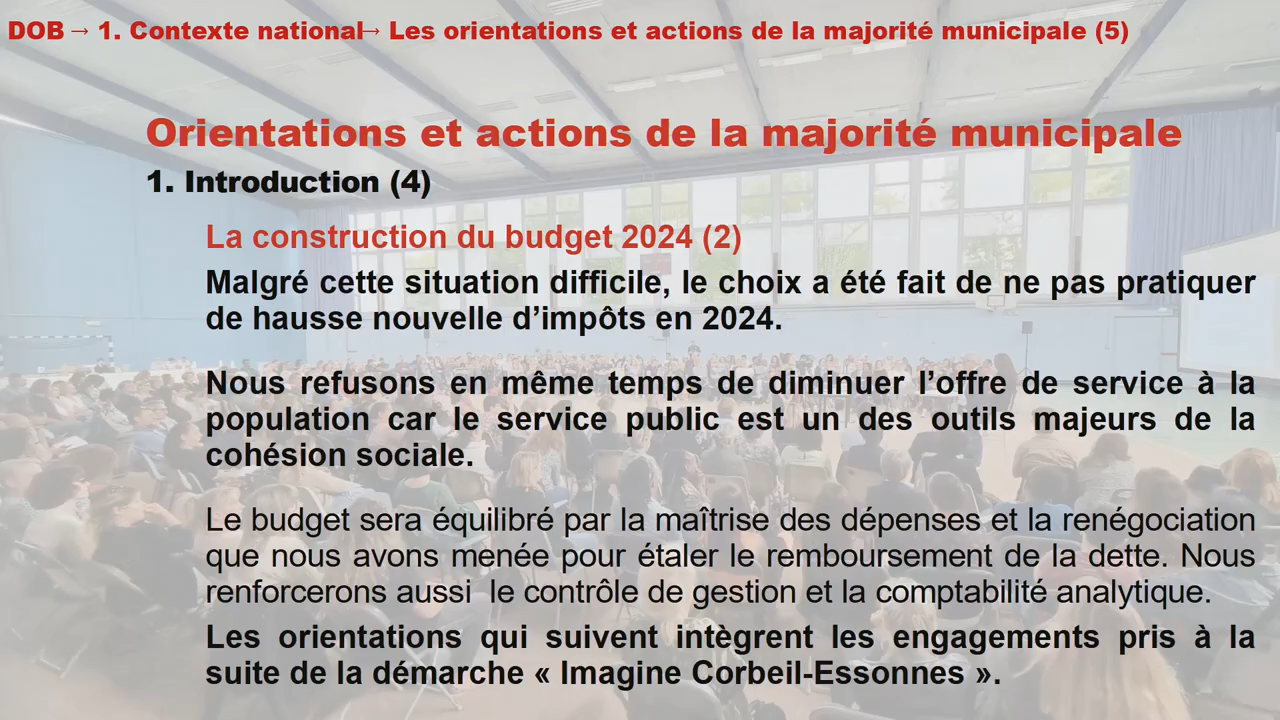 DOB → 1. Contexte national→ Les orientations et actions de la majorité municipale (5)
Orientations et actions de la majorité municipale
1. Introduction (4)
La construction du budget 2024 (2)
Malgré cette situation difficile, le choix a été fait de ne pas pratiquer
de hausse nouvelle d’impôts en 2024.
Nous refusons en même temps de diminuer l’offre de service à la
population car le service public est un des outils majeurs de la
cohésion sociale.
Le budget sera équilibré par la maîtrise des dépenses et la renégociation
que nous avons menée pour étaler le remboursement de la dette. Nous
renforcerons aussi  le contrôle de gestion et la comptabilité analytique.
Les orientations qui suivent intègrent les engagements pris à la
suite de la démarche « Imagine Corbeil-Essonnes ».